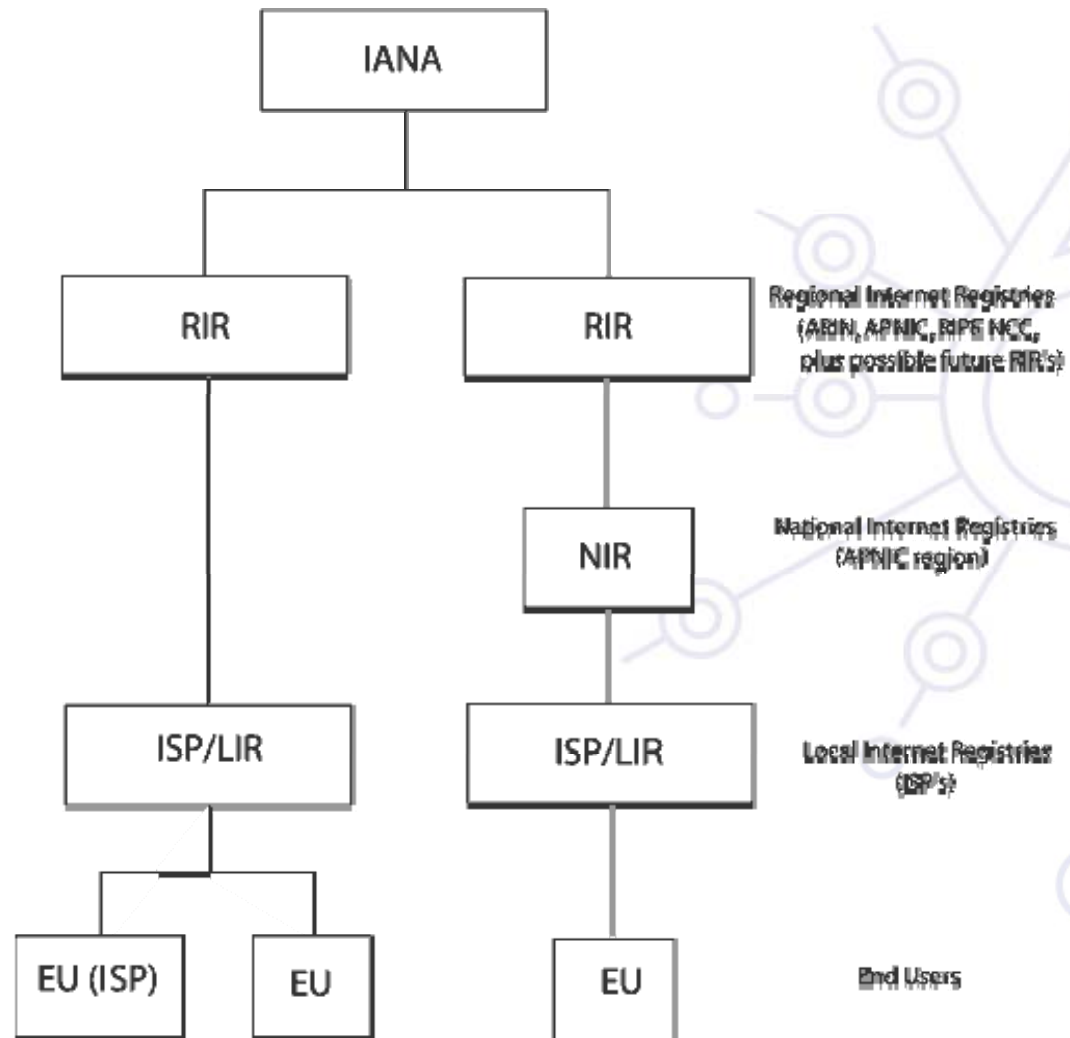 IANA
RIR
RIR
Regional Internet Registries
(ARIN, APNIC, RIPE NCC,
plus possible future RIR's)
NIR
National Internet Registries
(APNIC region)
ISP/LIR
ISP/LIR
Local Internet Registries
(ISP's)
EU (ISP)
EU
EU
End Users